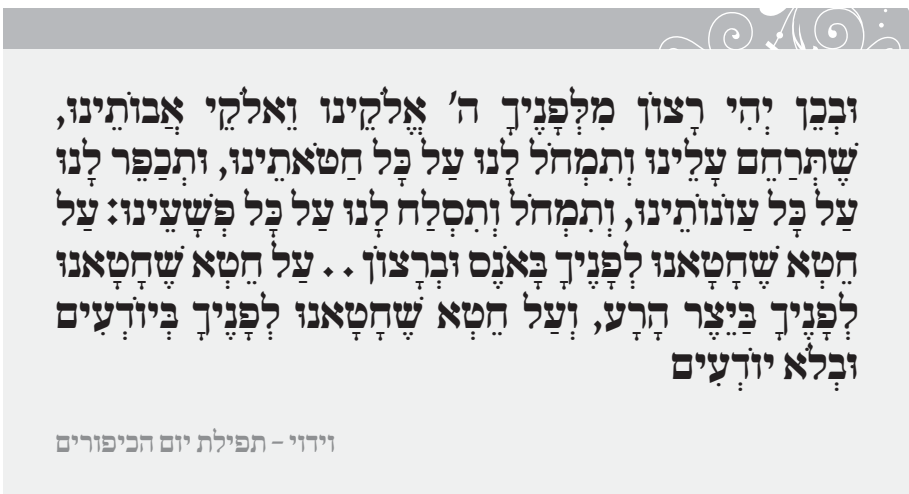 וּבְכֵן יְהִי רָצוֹן מִלְּפָנֶיךָ ה' אֱלֹקֵינוּ וֵאלֹקֵי אֲבוֹתֵינוּ,
שֶׁתְּרַחֵם עָלֵינוּ וְתִמְחֹל לָנוּ עַל כָּל חַטֹּאתֵינוּ, וּתְכַפֵּר לָנוּ
עַל כָּל עֲוֹנוֹתֵינוּ, וְתִמְחֹל וְתִסְלַח לָנוּ עַל כָּל פְּשָׁעֵינוּ: עַל
חֵטְא שֶׁחָטָאנוּ לְפָנֶיךָ בָּאֹנֶס וּבְרָצוֹן.. עַל חֵטְא שֶׁחָטָאנוּ
לְפָנֶיךָ בַּיֵּצֶר הָרָע, וְעַל חֵטְא שֶׁחָטָאנוּ לְפָנֶיךָ בְּיוֹדְעִים
וּבְלֹא יוֹדְעִים
וידוי – תפילת יום הכיפורים